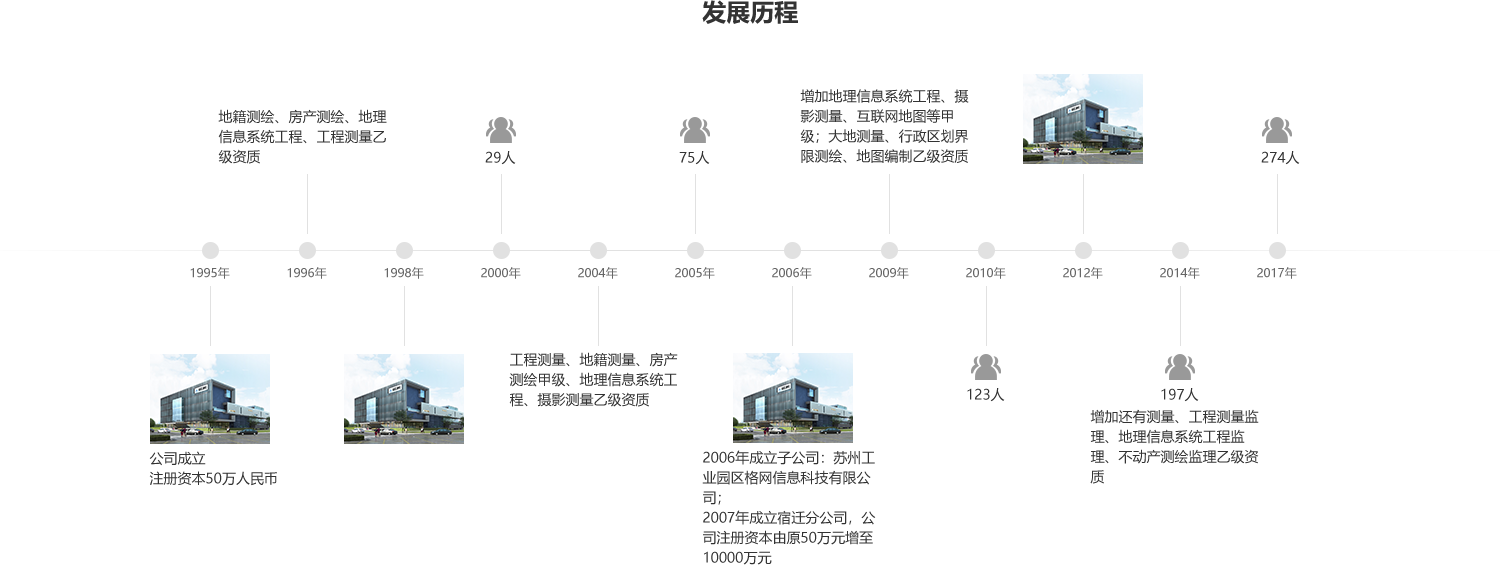 发展历程
地籍测绘、房产测绘、地理
信息系统工程、工程测量乙
级资质
29人
75人
增加地理信息系统工程、摄
影测量、互联网地图等甲
级；大地测量、行政区划界
限测绘、地图编制乙级资质
274人
1995年
1996年
1998年
2000年
2004年
2005年
2006年
2009年
2010年
2012年
2014年
2017年
公司成立
注册资本50万人民币
工程测量、地籍测量、房产
测绘甲级、地理信息系统工
程、摄影测量乙级资质
2006年成立子公司：苏州工
业园区格网信息科技有限公
司；
2007年成立宿迁分公司，公
司注册资本由原50万元增至
10000万元
123人
197人
增加还有测量、工程测量监
理、地理信息系统工程监
理、不动产测绘监理乙级资
质